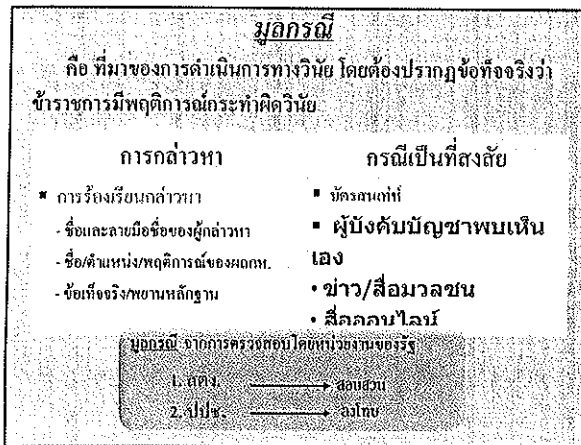 มูลกรณี
คือ ที่มาของการดำเนินการทางวินัย โดยต้องปรากฏข้อเท็จจริงว่า
ข้าราชการมีพฤติการณ์กระทำผิดวินัย
การกล่าวหา
▪ การร้องเรียนกล่าวหา
- ชื่อและลายมือชื่อของผู้กล่าวหา
- ชื่อ/ตำแหน่ง/พฤติการณ์ของผถกห.
- ข้อเท็จจริง/พยานหลักฐาน
กรณีเป็นที่สงสัย
▪ บัตรสนเท่ห์
▪ ผู้บังคับบัญชาพบเห็น
เอง
• ข่าว/สื่อมวลชน
• สื่อออนไลน์
มูลกรณี จากการตรวจสอบโดยหน่วยงานของรัฐ
1. สตง. สอบสวน
2. ปปช. ลงโทษ